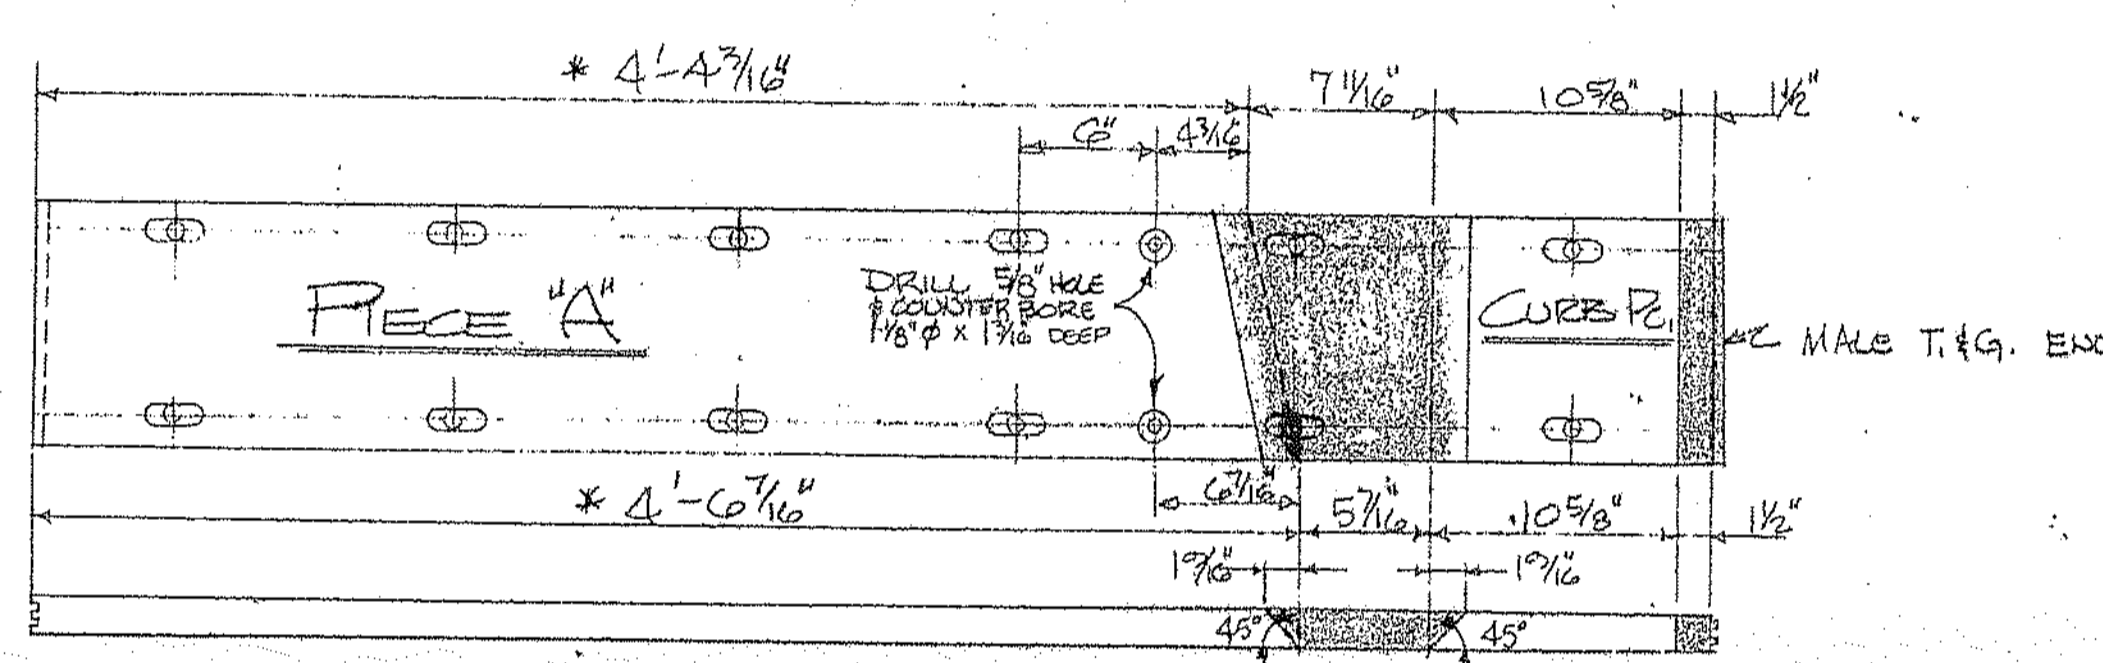 * 4'-4 3/16"
7 11/16"
10 5/8"
1 1/2"
6"
4 3/16"
DRILL 5/8" HOLE
& COUNTER BORE
1 1/8" φ x 1 3/16" DEEP
PIECE "A"
CURB PC.
MALE T.&G. END
* 4'-6 7/16"
6 7/16"
5 7/16"
10 5/8"
1 1/2"
1 9/16"
1 9/16"
45°
45°